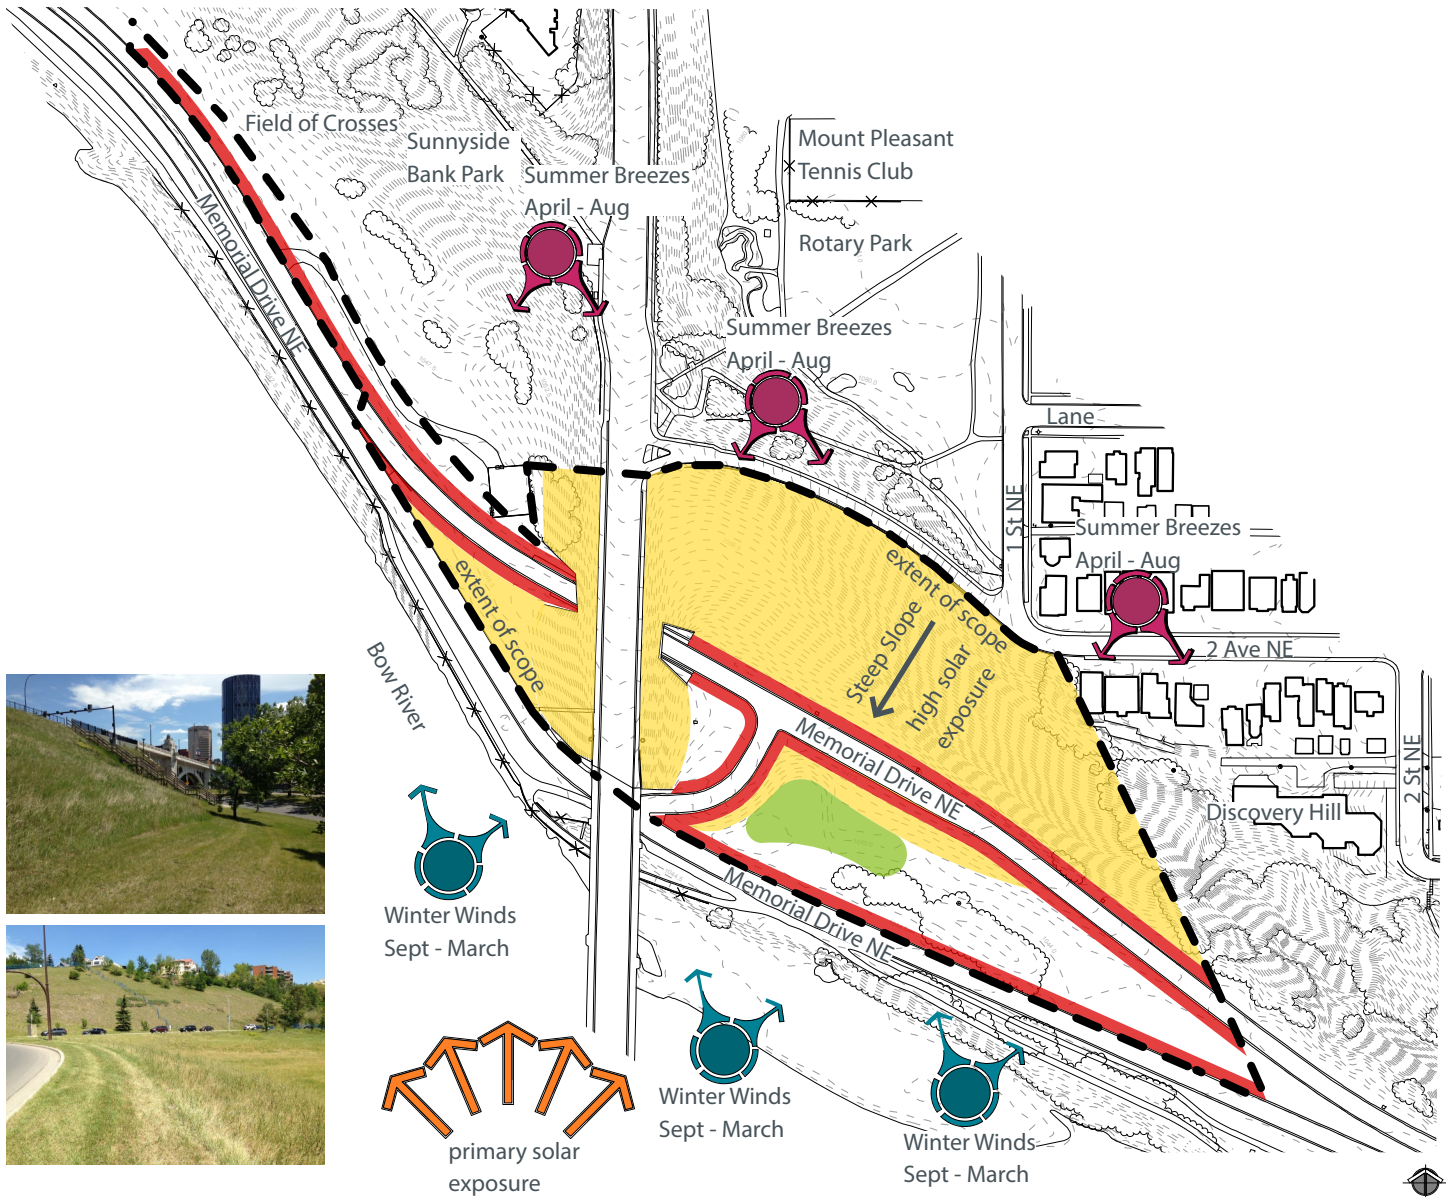 Field of Crosses
Sunnyside
Bank Park
Mount Pleasant
Tennis Club
Summer Breezes
April - Aug
Rotary Park
Memorial Drive NE
Summer Breezes
April - Aug
Lane
1 St NE
Summer Breezes
April - Aug
extent of scope
extent of scope
Steep Slope
high solar
exposure
2 Ave NE
Bow River
Memorial Drive NE
2 St NE
Discovery Hill
Memorial Drive NE
Winter Winds
Sept - March
Winter Winds
Sept - March
Winter Winds
Sept - March
primary solar
exposure